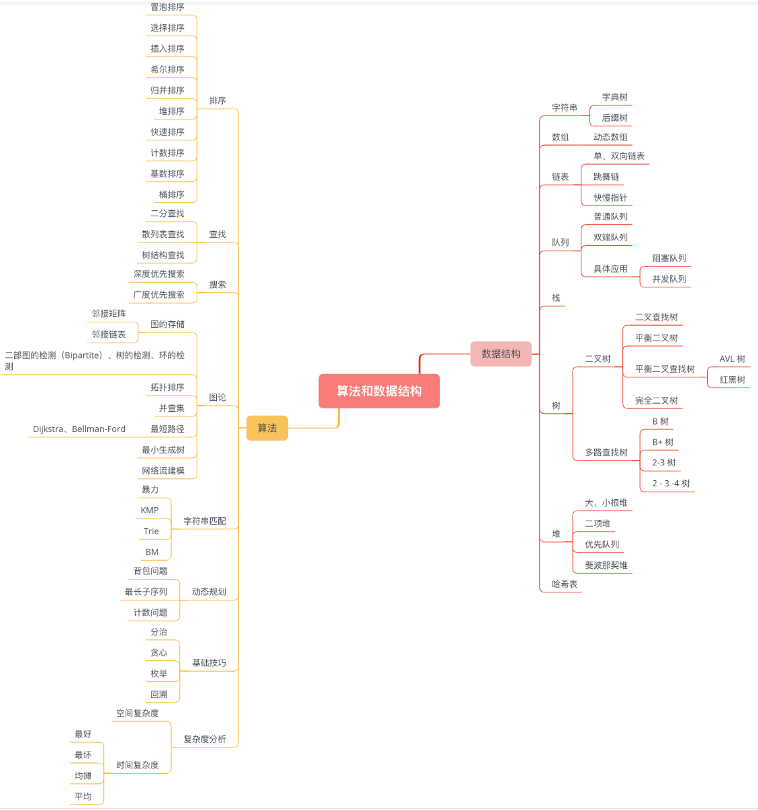 算法和数据结构
算法
排序
冒泡排序
选择排序
插入排序
希尔排序
归并排序
堆排序
快速排序
计数排序
基数排序
桶排序
查找
二分查找
散列表查找
树结构查找
搜索
深度优先搜索
广度优先搜索
图论
图的存储
邻接矩阵
邻接链表
二部图的检测（Bipartite）、树的检测、环的检
测
拓扑排序
并查集
最短路径
Dijkstra、Bellman-Ford
最小生成树
网络流建模
字符串匹配
暴力
KMP
Trie
BM
动态规划
背包问题
最长子序列
计数问题
基础技巧
分治
贪心
枚举
回溯
复杂度分析
空间复杂度
时间复杂度
最好
最坏
均摊
平均
数据结构
字符串
字典树
后缀树
数组
动态数组
链表
单、双向链表
跳舞链
快慢指针
队列
普通队列
双端队列
具体应用
阻塞队列
并发队列
栈
树
二叉树
二叉查找树
平衡二叉树
平衡二叉查找树
AVL 树
红黑树
完全二叉树
多路查找树
B 树
B+ 树
2-3 树
2 - 3 -4 树
堆
大、小根堆
二项堆
优先队列
斐波那契堆
哈希表